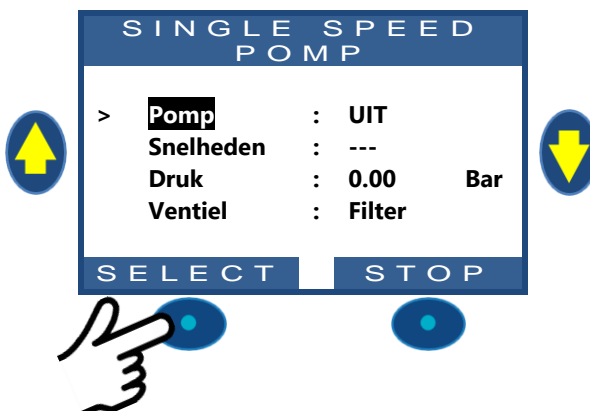 SINGLE SPEED
POMP
> Pomp : UIT
Snelheden : ---
Druk : 0.00 Bar
Ventiel : Filter
SELECT STOP